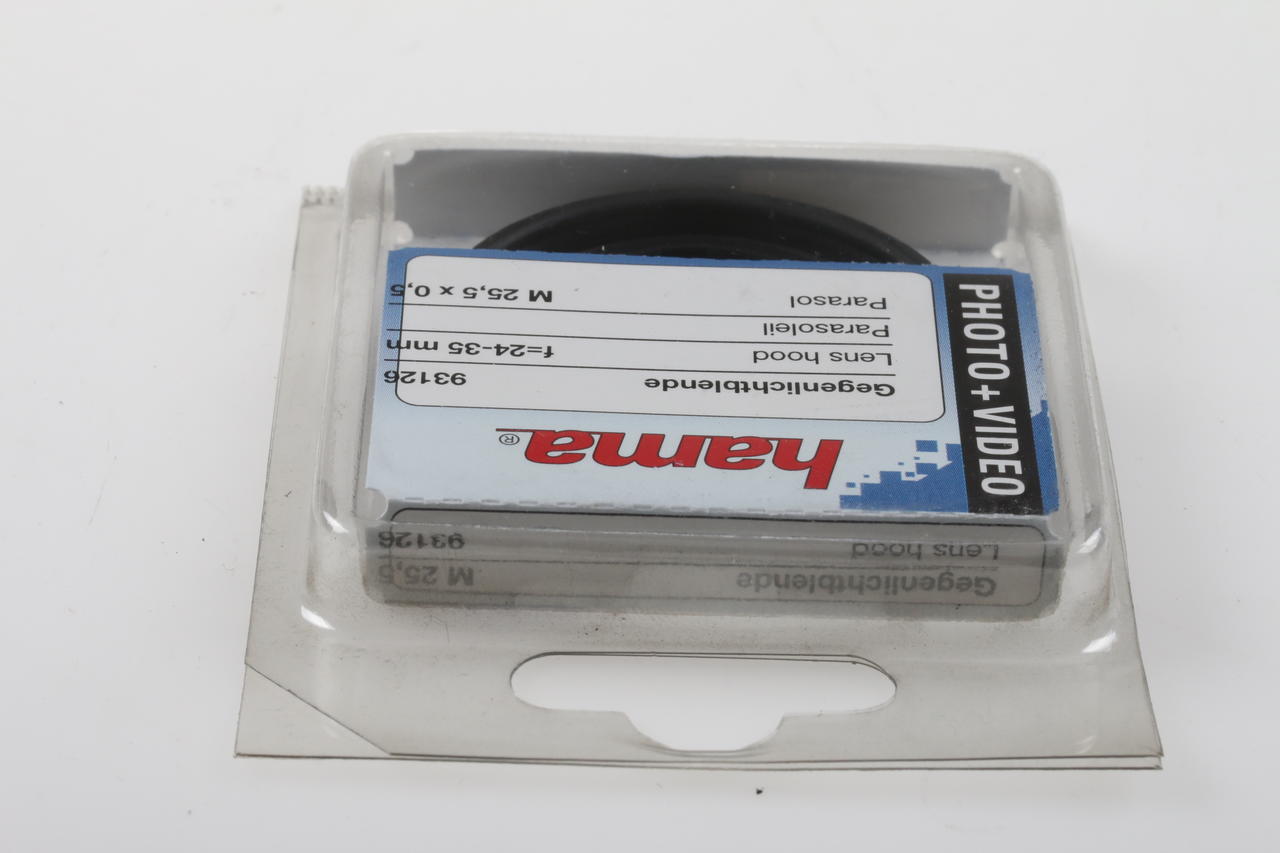 Gegenlichtblende
M 25,5
Lens hood
93126
hama®
Gegenlichtblende 93126
Lens hood f=24-35 mm
Parasoleil
Parasol M 25,5 x 0,5
PHOTO+VIDEO